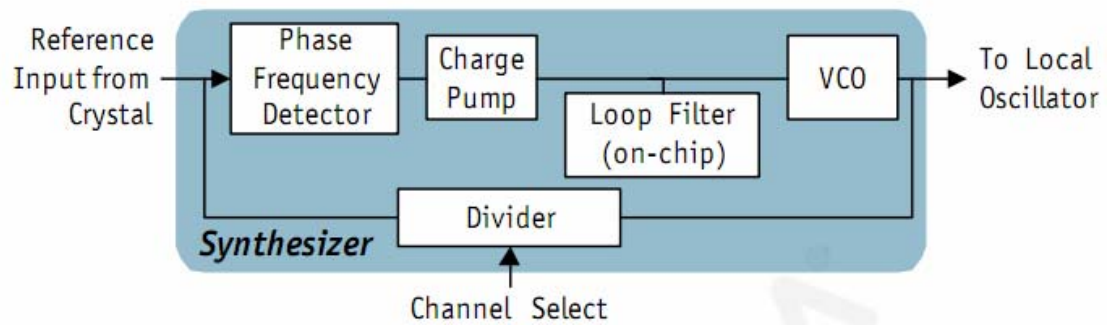 Reference
Input from
Crystal
Phase
Frequency
Detector
Charge
Pump
Loop Filter
(on-chip)
VCO
To Local
Oscillator
Divider
Synthesizer
Channel Select